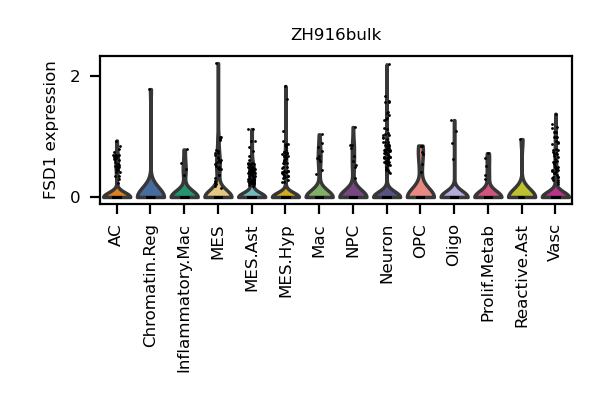 ZH916bulk
FSD1 expression
2
0
AC
Chromatin.Reg
Inflammatory.Mac
MES
MES.Ast
MES.Hyp
Mac
NPC
Neuron
OPC
Oligo
Prolif.Metab
Reactive.Ast
Vasc